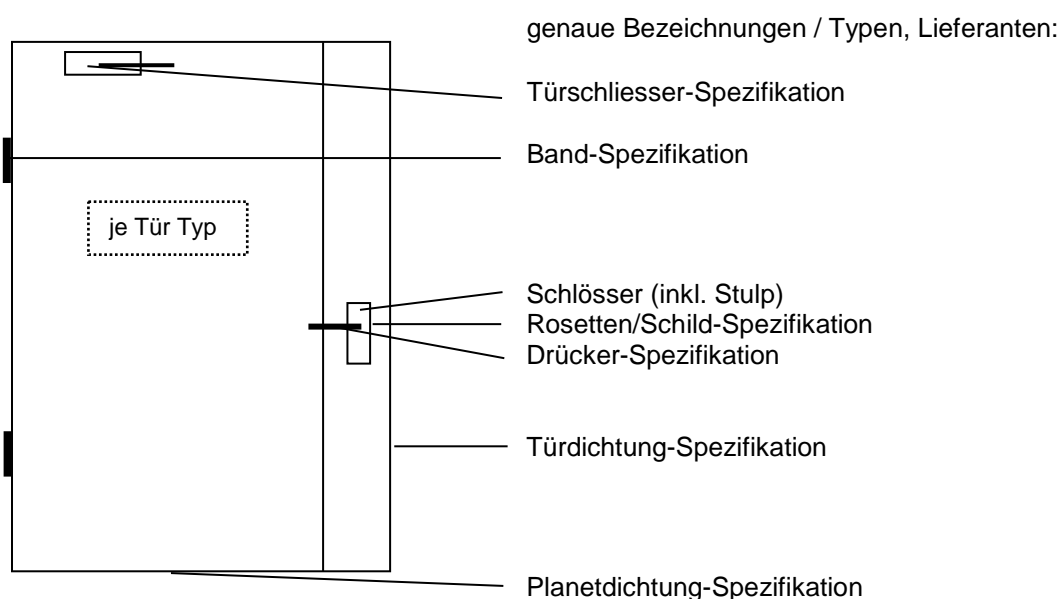 genaue Bezeichnungen / Typen, Lieferanten:
Türschliesser-Spezifikation
Band-Spezifikation
je Tür Typ
Schlösser (inkl. Stulp)
Rosetten/Schild-Spezifikation
Drücker-Spezifikation
Türdichtung-Spezifikation
Planetdichtung-Spezifikation